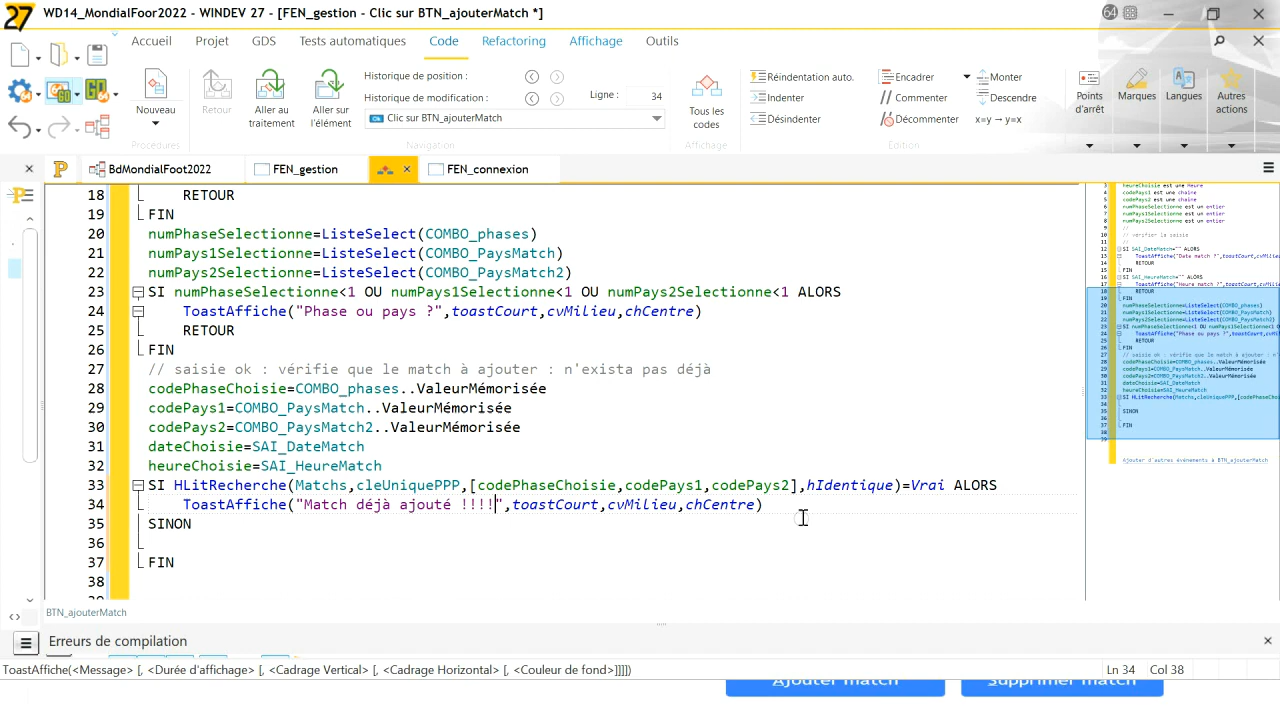 27 WD14_MondialFoor2022 - WINDEV 27 - [FEN_gestion - Clic sur BTN_ajouterMatch *]
64
Accueil Projet GDS Tests automatiques Code Refactoring Affichage Outils
Nouveau
Procédures
Retour
Aller au traitement
Aller sur l'élément
Historique de position :
Historique de modification : Ligne : 34
Clic sur BTN_ajouterMatch
Navigation
Tous les codes
Affichage
Réindentation auto.
Indenter
Désindenter
Encadrer
Commenter
Décommenter
Monter
Descendre
x=y → y=x
Edition
Points d'arrêt
Marques
Langues
Autres actions
BdMondialFoot2022 FEN_gestion FEN_connexion
18 RETOUR
19 FIN
20 numPhaseSelectionne=ListeSelect(COMBO_phases)
21 numPays1Selectionne=ListeSelect(COMBO_PaysMatch)
22 numPays2Selectionne=ListeSelect(COMBO_PaysMatch2)
23 SI numPhaseSelectionne<1 OU numPays1Selectionne<1 OU numPays2Selectionne<1 ALORS
24 ToastAffiche("Phase ou pays ?",toastCourt,cvMilieu,chCentre)
25 RETOUR
26 FIN
27 // saisie ok : vérifie que le match à ajouter : n'exista pas déjà
28 codePhaseChoisie=COMBO_phases..ValeurMémorisée
29 codePays1=COMBO_PaysMatch..ValeurMémorisée
30 codePays2=COMBO_PaysMatch2..ValeurMémorisée
31 dateChoisie=SAI_DateMatch
32 heureChoisie=SAI_HeureMatch
33 SI HLitRecherche(Matchs,cleUniquePPP,[codePhaseChoisie,codePays1,codePays2],hIdentique)=Vrai ALORS
34 ToastAffiche("Match déjà ajouté !!!!",toastCourt,cvMilieu,chCentre)
35 SINON
36
37 FIN
38
BTN_ajouterMatch
Erreurs de compilation
ToastAffiche(<Message> [, <Durée d'affichage> [, <Cadrage Vertical> [, <Cadrage Horizontal> [, <Couleur de fond>]]]])
Ln 34 Col 38
Ajouter match Supprimer match